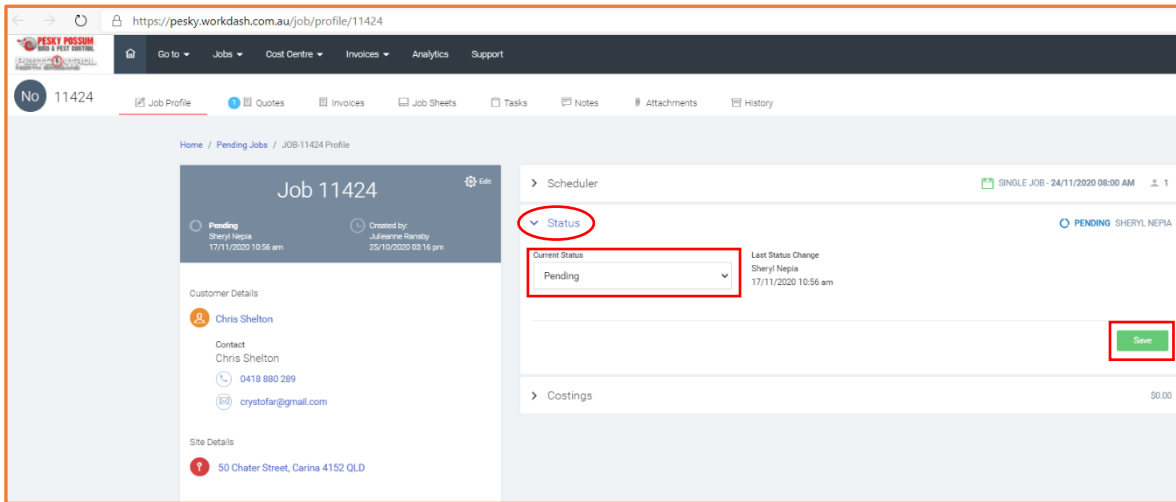 https://pesky.workdash.com.au/job/profile/11424
PESKY POSSUM
BIRD & PEST CONTROL
Go to Jobs Cost Centre Invoices Analytics Support
No 11424
Job Profile 1 Quotes Invoices Job Sheets Tasks Notes Attachments History
Home / Pending Jobs / JOB-11424 Profile
Job 11424
Edit
Pending
Sheryl Nepia
17/11/2020 10:56 am
Created by:
Julieanne Ransby
25/10/2020 03:16 pm
Customer Details
Chris Shelton
Contact
Chris Shelton
0418 880 289
crystofar@gmail.com
Site Details
50 Chater Street, Carina 4152 QLD
Scheduler
SINGLE JOB - 24/11/2020 08:00 AM 1
Status
PENDING SHERYL NEPIA
Current Status
Pending
Last Status Change
Sheryl Nepia
17/11/2020 10:56 am
Save
Costings
$0.00